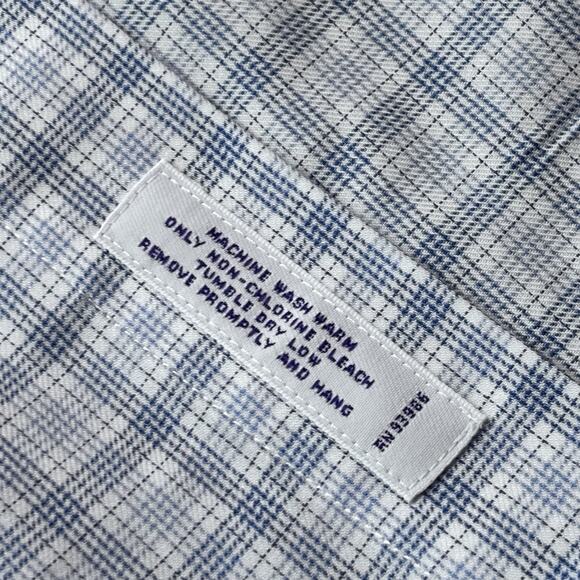 MACHINE WASH WARM
ONLY NON-CHLORINE BLEACH
TUMBLE DRY LOW
REMOVE PROMPTLY AND HANG
RN 93986